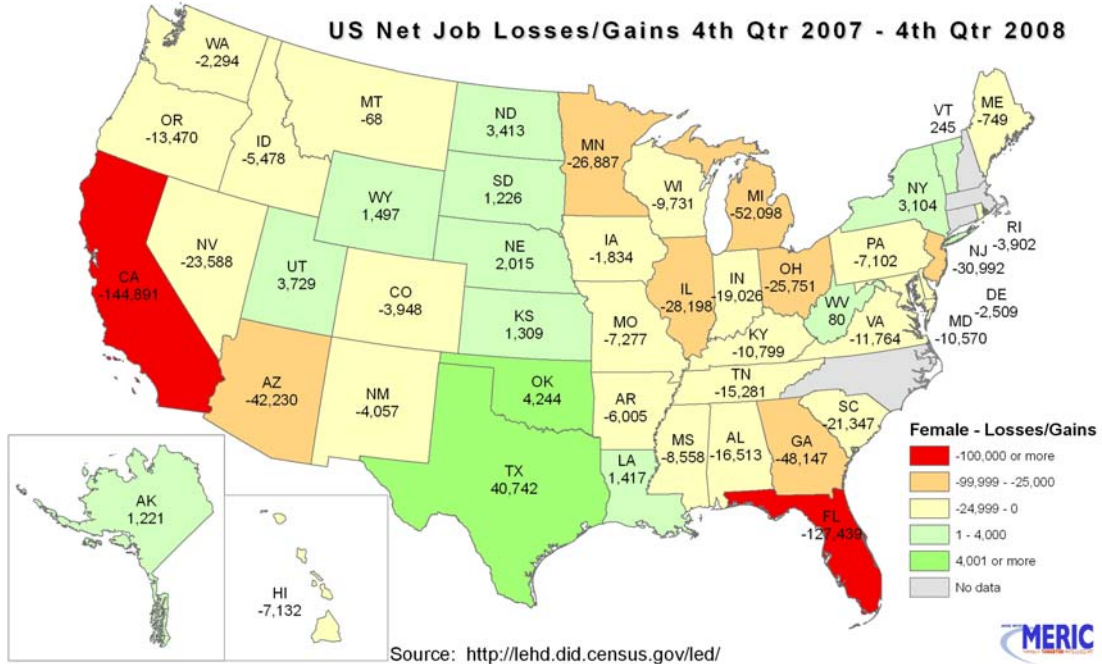 US Net Job Losses/Gains 4th Qtr 2007 - 4th Qtr 2008
WA
-2,294
OR
-13,470
ID
-5,478
MT
-68
ND
3,413
MN
-26,887
WI
-9,731
MI
-52,098
VT
245
ME
-749
NY
3,104
RI
-3,902
NJ
-30,992
DE
-2,509
MD
-10,570
PA
-7,102
SD
1,226
WY
1,497
NE
2,015
IA
-1,834
IL
-28,198
IN
-19,026
OH
-25,751
WV
80
VA
-11,764
CA
-144,891
NV
-23,588
UT
3,729
CO
-3,948
KS
1,309
MO
-7,277
KY
-10,799
TN
-15,281
AZ
-42,230
NM
-4,057
OK
4,244
AR
-6,005
SC
-21,347
TX
40,742
LA
1,417
MS
-8,558
AL
-16,513
GA
-48,147
FL
-127,439
AK
1,221
HI
-7,132
Female - Losses/Gains
-100,000 or more
-99,999 - -25,000
-24,999 - 0
1 - 4,000
4,001 or more
No data
Source: http://lehd.did.census.gov/led/
MERIC